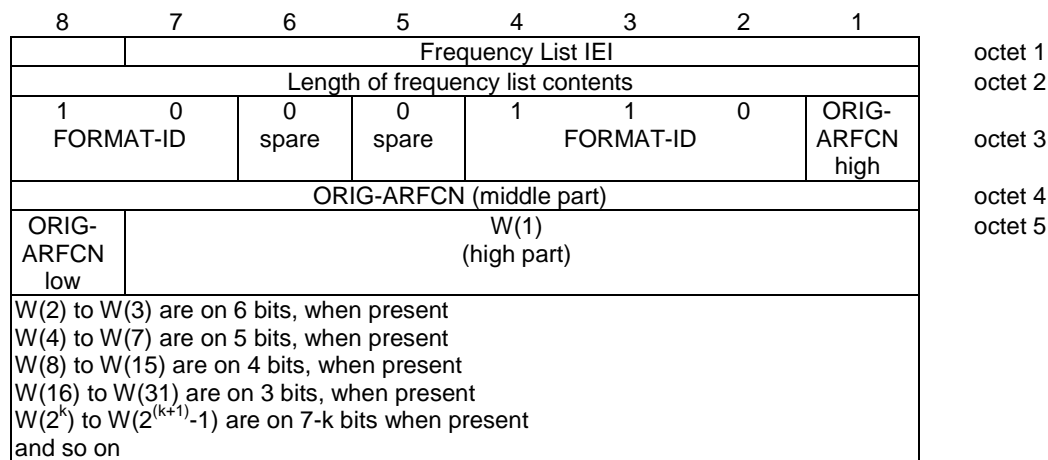 8 7 6 5 4 3 2 1
Frequency List IEI octet 1
Length of frequency list contents octet 2
1 0 0 0 1 1 0 ORIG-
FORMAT-ID spare spare FORMAT-ID ARFCN octet 3
high
ORIG-ARFCN (middle part) octet 4
ORIG- W(1) octet 5
ARFCN (high part)
low
W(2) to W(3) are on 6 bits, when present
W(4) to W(7) are on 5 bits, when present
W(8) to W(15) are on 4 bits, when present
W(16) to W(31) are on 3 bits, when present
W(2^k) to W(2^(k+1)-1) are on 7-k bits when present
and so on